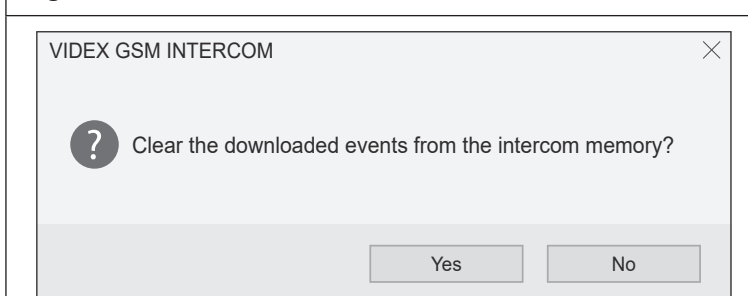 VIDEX GSM INTERCOM
Clear the downloaded events from the intercom memory?
Yes
No